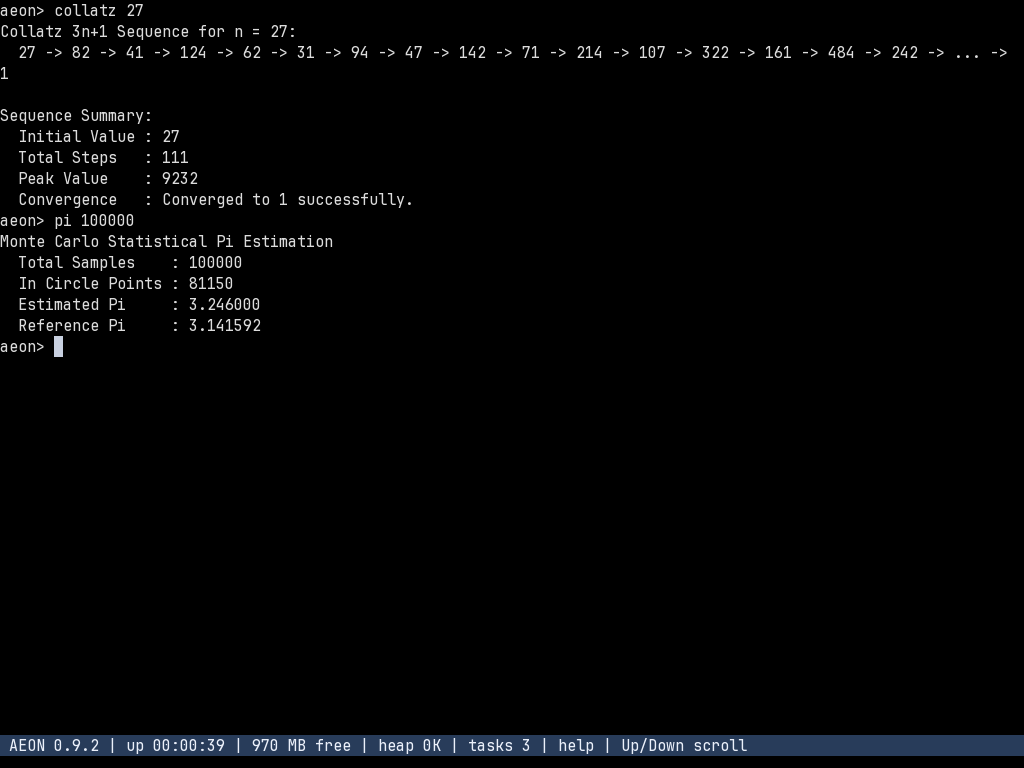 aeon> collatz 27
Collatz 3n+1 Sequence for n = 27:
  27 -> 82 -> 41 -> 124 -> 62 -> 31 -> 94 -> 47 -> 142 -> 71 -> 214 -> 107 -> 322 -> 161 -> 484 -> 242 -> ... ->
1

Sequence Summary:
  Initial Value : 27
  Total Steps   : 111
  Peak Value    : 9232
  Convergence   : Converged to 1 successfully.
aeon> pi 100000
Monte Carlo Statistical Pi Estimation
  Total Samples    : 100000
  In Circle Points : 81150
  Estimated Pi     : 3.246000
  Reference Pi     : 3.141592
aeon>
AEON 0.9.2 | up 00:00:39 | 970 MB free | heap OK | tasks 3 | help | Up/Down scroll